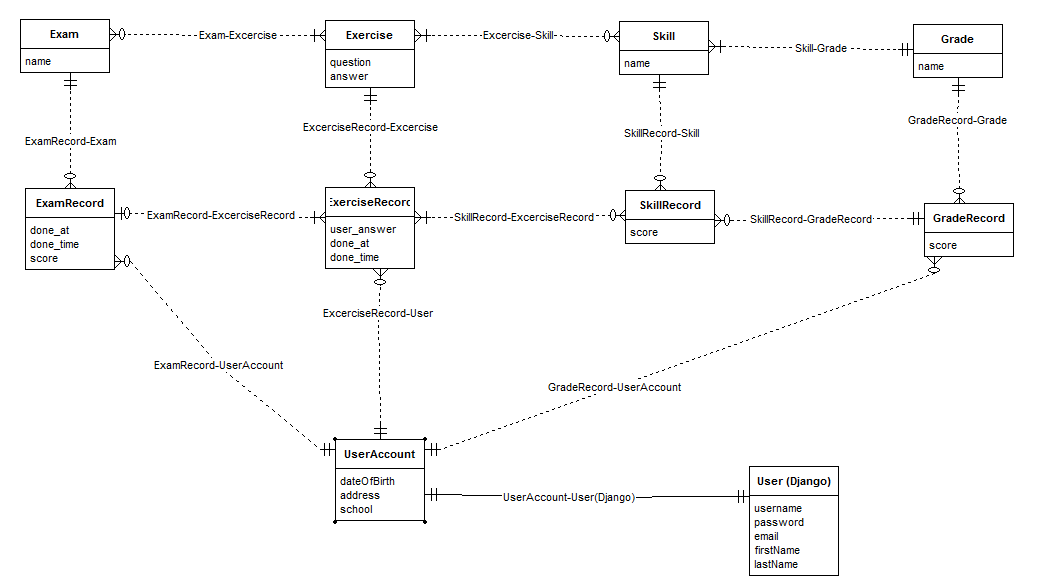 Exam
name
Exam-Excercise
Exercise
question
answer
Excercise-Skill
Skill
name
Skill-Grade
Grade
name
ExamRecord-Exam
ExcerciseRecord-Excercise
SkillRecord-Skill
GradeRecord-Grade
ExamRecord
done_at
done_time
score
ExamRecord-ExcerciseRecord
ExerciseRecord
user_answer
done_at
done_time
SkillRecord-ExcerciseRecord
SkillRecord
score
SkillRecord-GradeRecord
GradeRecord
score
ExcerciseRecord-User
ExamRecord-UserAccount
GradeRecord-UserAccount
UserAccount
dateOfBirth
address
school
UserAccount-User(Django)
User (Django)
username
password
email
firstName
lastName